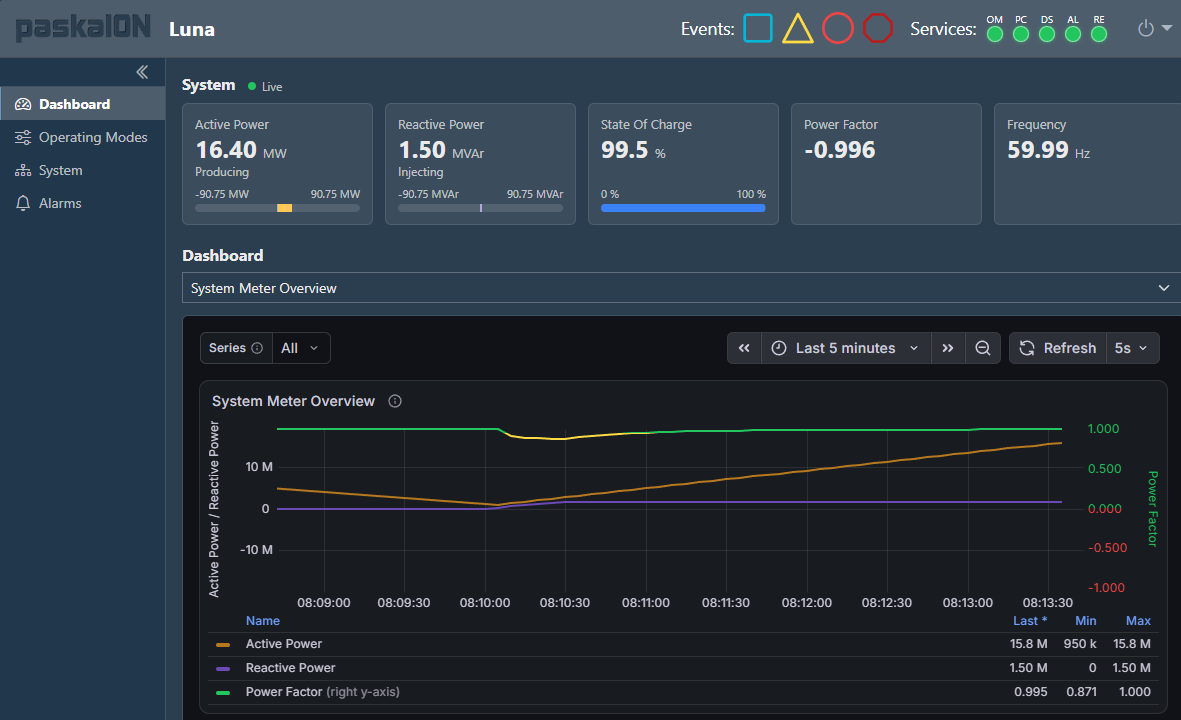 paskalON Luna Events: Services: OM PC DS AL RE
Dashboard
Operating Modes
System
Alarms
System Live
Active Power
16.40 MW
Producing
-90.75 MW 90.75 MW
Reactive Power
1.50 MVAr
Injecting
-90.75 MVAr 90.75 MVAr
State Of Charge
99.5 %
0 % 100 %
Power Factor
-0.996
Frequency
59.99 Hz
Dashboard
System Meter Overview
Series All Last 5 minutes Refresh 5s
System Meter Overview
Active Power / Reactive Power
10 M
0
-10 M
1.000
0.500
0.000
-0.500
-1.000
Power Factor
08:09:00 08:09:30 08:10:00 08:10:30 08:11:00 08:11:30 08:12:00 08:12:30 08:13:00 08:13:30
Name Last * Min Max
Active Power 15.8 M 950 k 15.8 M
Reactive Power 1.50 M 0 1.50 M
Power Factor (right y-axis) 0.995 0.871 1.000